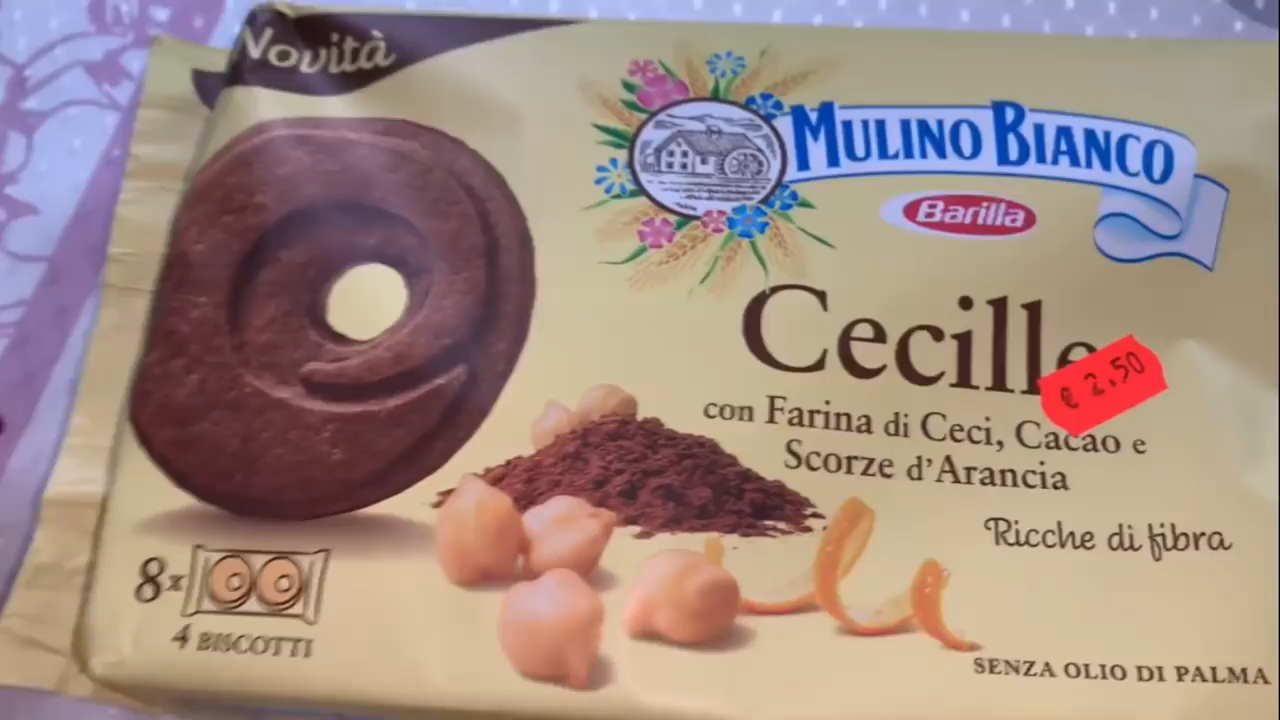 Novità
MULINO BIANCO
Barilla
Cecille
€ 2,50
con Farina di Ceci, Cacao e
Scorze d'Arancia
Ricche di fibra
8x
4 BISCOTTI
SENZA OLIO DI PALMA